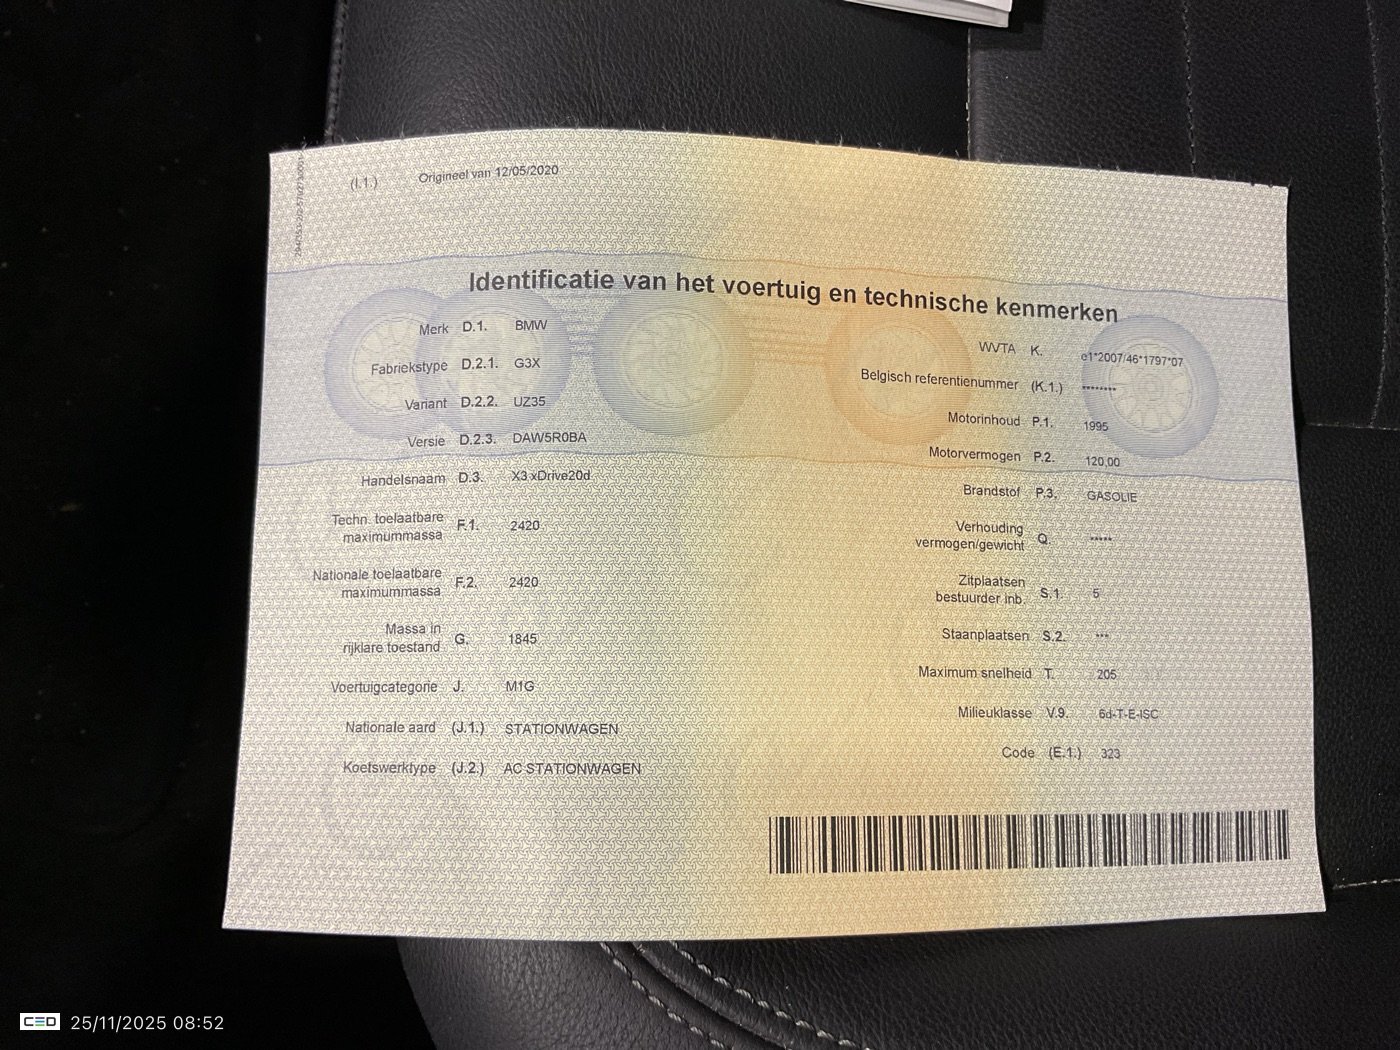 (I.1.) Origineel van 12/05/2020
Identificatie van het voertuig en technische kenmerken
Merk D.1. BMW
Fabriekstype D.2.1. G3X
Variant D.2.2. UZ35
Versie D.2.3. DAW5R0BA
Handelsnaam D.3. X3 xDrive20d
Techn. toelaatbare
maximummassa F.1. 2420
Nationale toelaatbare
maximummassa F.2. 2420
Massa in
rijklare toestand G. 1845
Voertuigcategorie J. M1G
Nationale aard (J.1.) STATIONWAGEN
Koetswerktype (J.2.) AC STATIONWAGEN
WVTA K. e1*2007/46*1797*07
Belgisch referentienummer (K.1.) ********
Motorinhoud P.1. 1995
Motorvermogen P.2. 120,00
Brandstof P.3. GASOLIE
Verhouding
vermogen/gewicht Q. *****
Zitplaatsen
bestuurder inb. S.1. 5
Staanplaatsen S.2. ***
Maximum snelheid T. 205
Milieuklasse V.9. 6d-T-E-ISC
Code (E.1.) 323
CED 25/11/2025 08:52